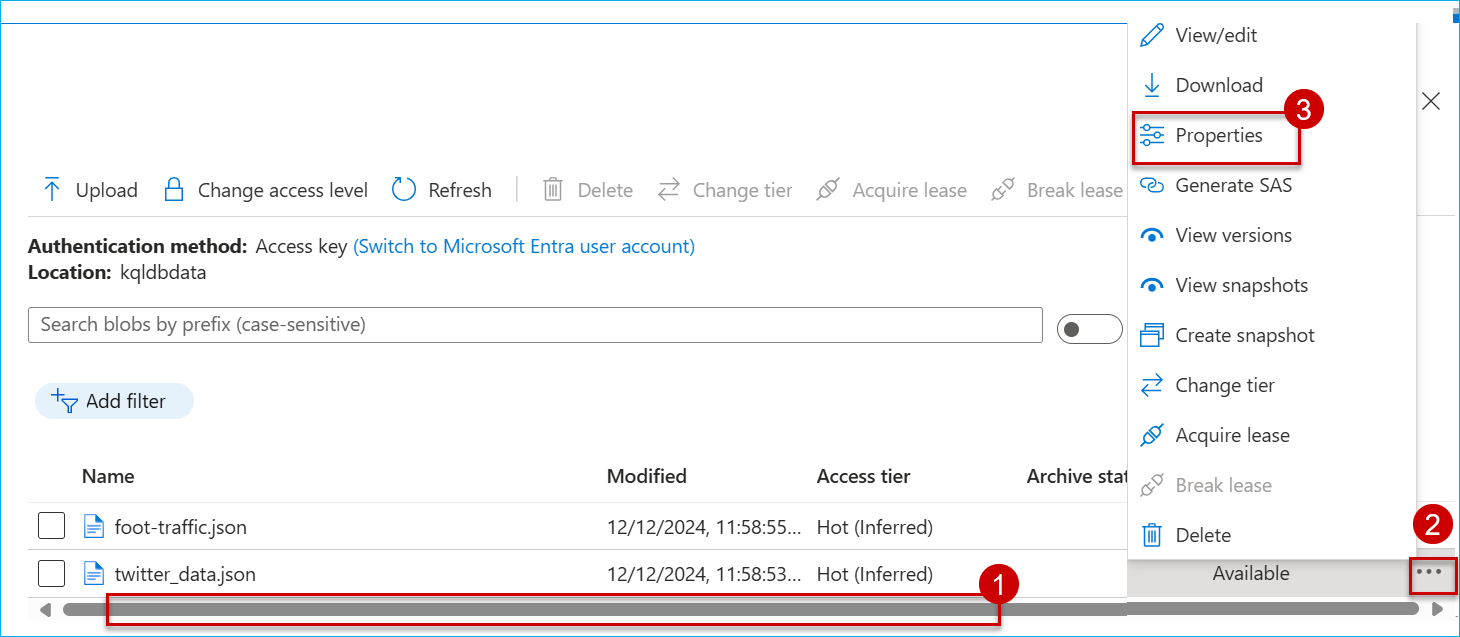 View/edit
Download
3
Properties
Upload Change access level Refresh Delete Change tier Acquire lease Break lease
Generate SAS
Authentication method: Access key (Switch to Microsoft Entra user account)
View versions
Location: kqldbdata
View snapshots
Search blobs by prefix (case-sensitive)
Create snapshot
Change tier
Add filter
Acquire lease
Name Modified Access tier Archive stat
Break lease
foot-traffic.json 12/12/2024, 11:58:55... Hot (Inferred)
Delete
2
twitter_data.json 12/12/2024, 11:58:53... Hot (Inferred) Available ...
1